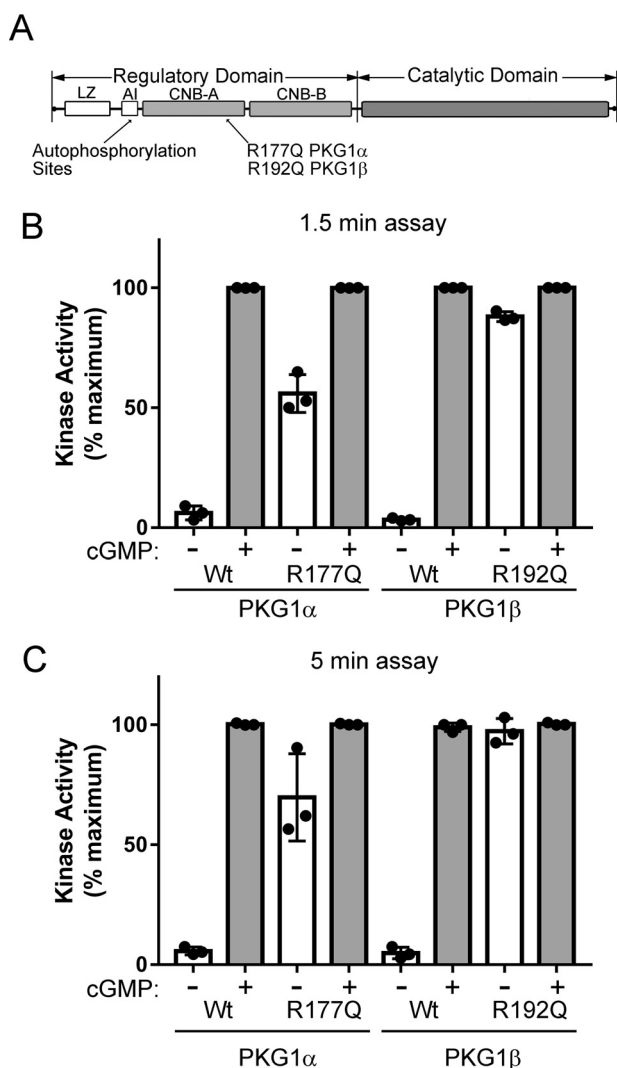 A
Regulatory Domain
Catalytic Domain
LZ
AI
CNB-A
CNB-B
Autophosphorylation
Sites
R177Q PKG1α
R192Q PKG1β
B
1.5 min assay
Kinase Activity
(% maximum)
100
50
0
cGMP: - + - + - + - +
Wt R177Q Wt R192Q
PKG1α PKG1β
C
5 min assay
Kinase Activity
(% maximum)
100
50
0
cGMP: - + - + - + - +
Wt R177Q Wt R192Q
PKG1α PKG1β